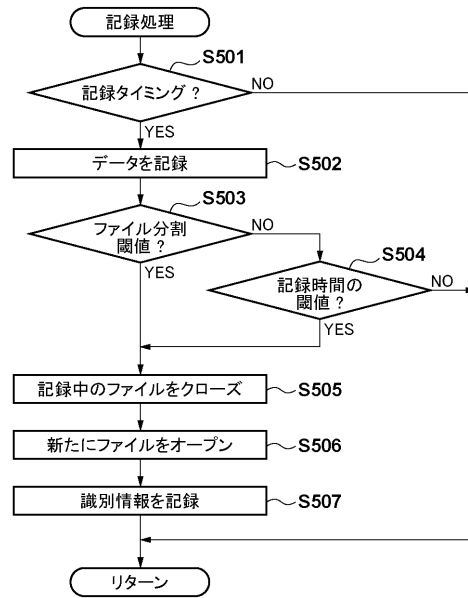 記録処理
S501
記録タイミング？
NO
YES
データを記録
S502
S503
ファイル分割
閾値？
NO
YES
S504
記録時間の
閾値？
NO
YES
記録中のファイルをクローズ
S505
新たにファイルをオープン
S506
識別情報を記録
S507
リターン